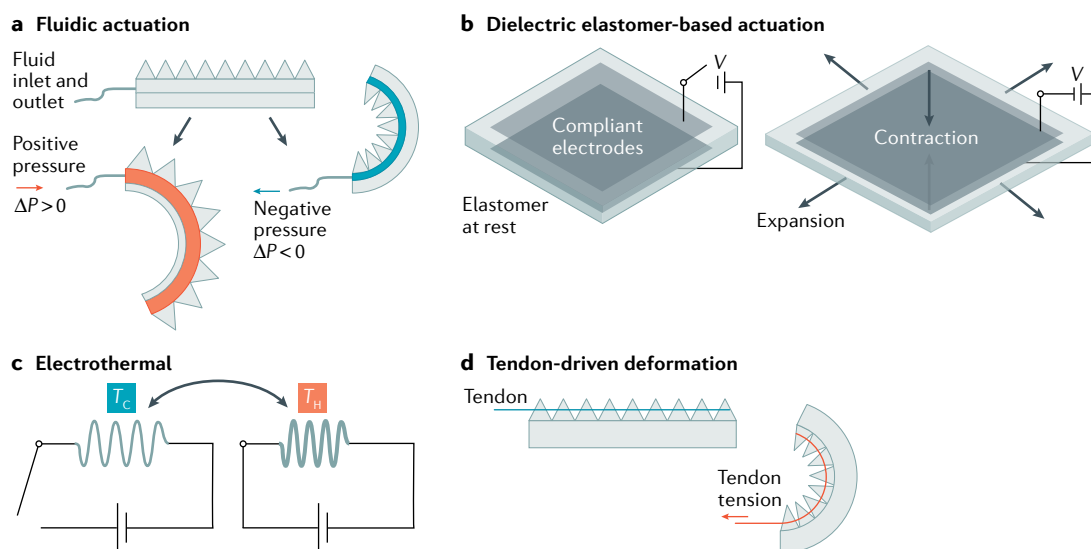 a Fluidic actuation
Fluid
inlet and
outlet
Positive
pressure
ΔP > 0
Negative
pressure
ΔP < 0
b Dielectric elastomer-based actuation
V
Compliant
electrodes
Elastomer
at rest
V
Contraction
Expansion
c Electrothermal
T_C
T_H
d Tendon-driven deformation
Tendon
Tendon
tension